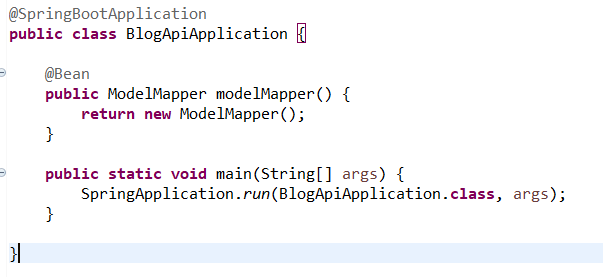 @SpringBootApplication
public class BlogApiApplication {
@Bean
public ModelMapper modelMapper() {
return new ModelMapper();
}
public static void main(String[] args) {
SpringApplication.run(BlogApiApplication.class, args);
}
}